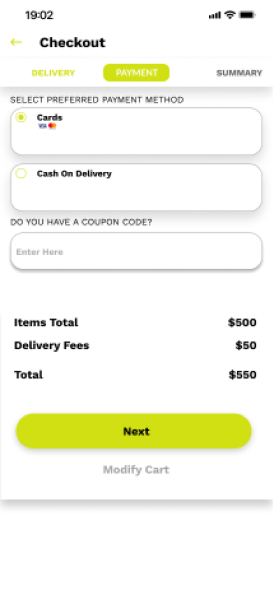 19:02
Checkout
DELIVERY PAYMENT SUMMARY
SELECT PREFERRED PAYMENT METHOD
Cards
VISA
Cash On Delivery
DO YOU HAVE A COUPON CODE?
Enter Here
Items Total $500
Delivery Fees $50
Total $550
Next
Modify Cart